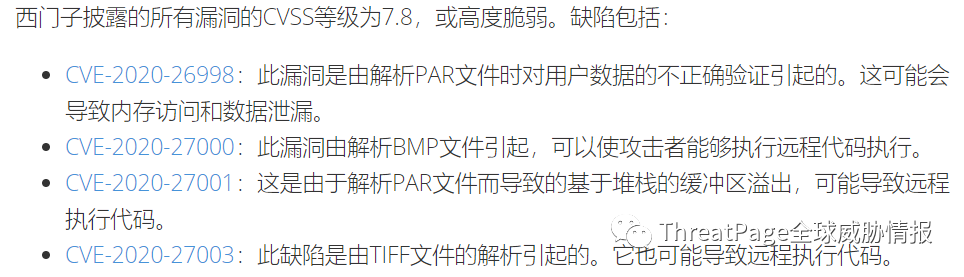 西门子披露的所有漏洞的CVSS等级为7.8，或高度脆弱。缺陷包括：
• CVE-2020-26998：此漏洞是由解析PAR文件时对用户数据的不正确验证引起的。这可能会
导致内存访问和数据泄漏。
• CVE-2020-27000：此漏洞由解析BMP文件引起，可以使攻击者能够执行远程代码执行。
• CVE-2020-27001：这是由于解析PAR文件而导致的基于堆栈的缓冲区溢出，可能导致远程
执行代码。
• CVE-2020-27003：此缺陷是由TIFF文件的解析引起的。它也可能导致远程执行代码。
ThreatPage全球威胁情报